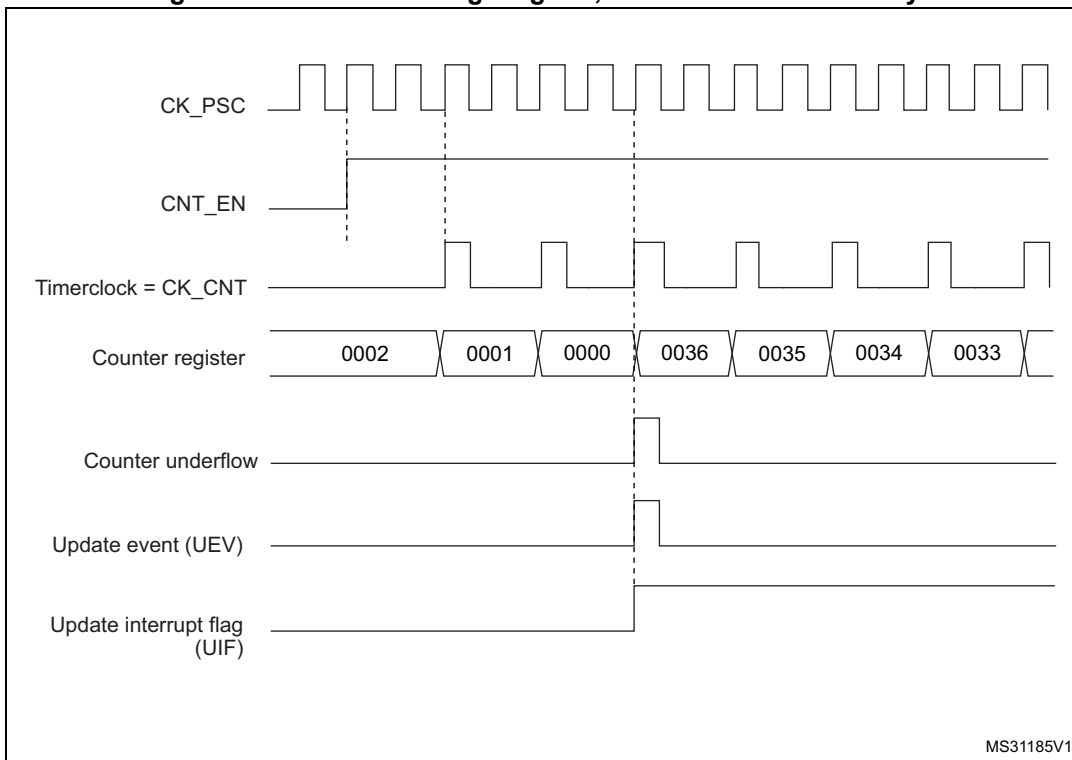 CK_PSC
CNT_EN
Timerclock = CK_CNT
Counter register
0002 0001 0000 0036 0035 0034 0033
Counter underflow
Update event (UEV)
Update interrupt flag
(UIF)
MS31185V1